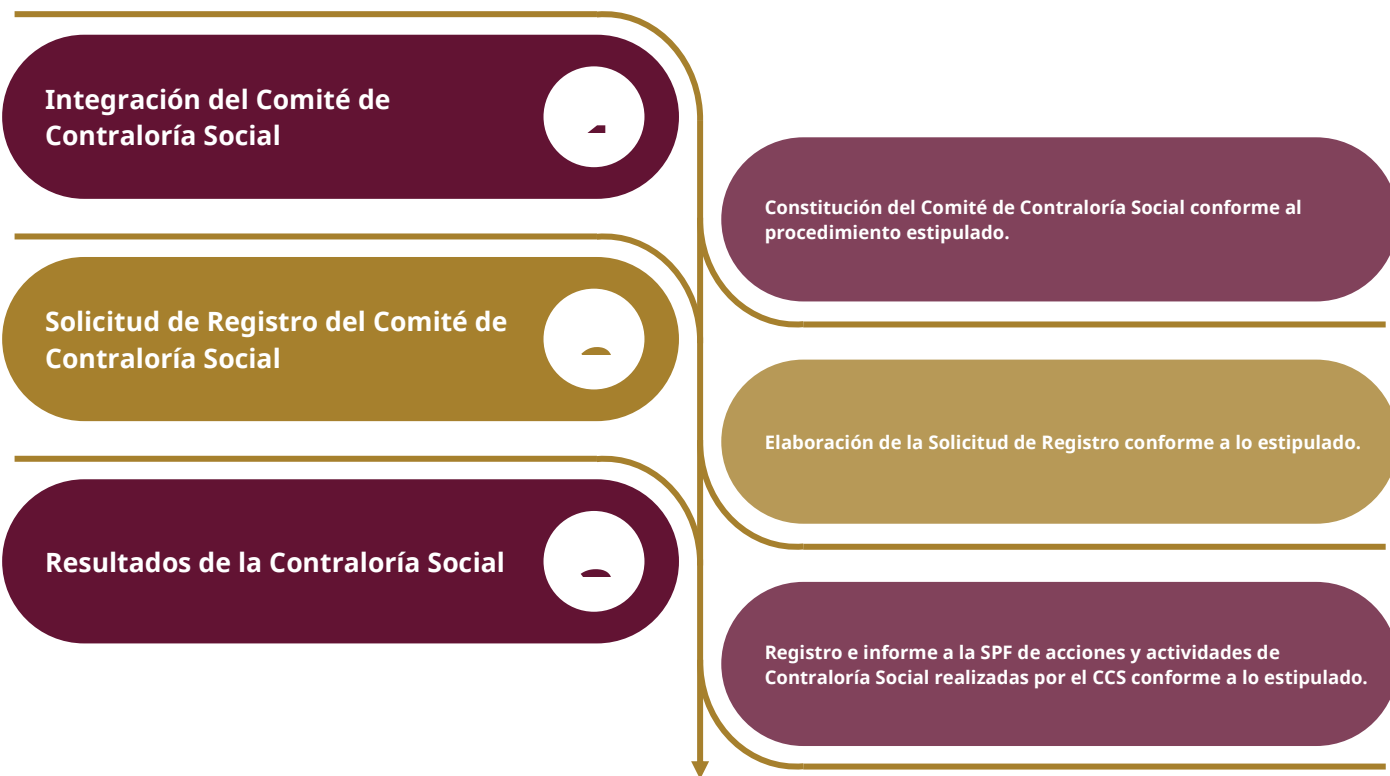 Integración del Comité de
Contraloría Social
Constitución del Comité de Contraloría Social conforme al
procedimiento estipulado.
Solicitud de Registro del Comité de
Contraloría Social
Elaboración de la Solicitud de Registro conforme a lo estipulado.
Resultados de la Contraloría Social
Registro e informe a la SPF de acciones y actividades de
Contraloría Social realizadas por el CCS conforme a lo estipulado.